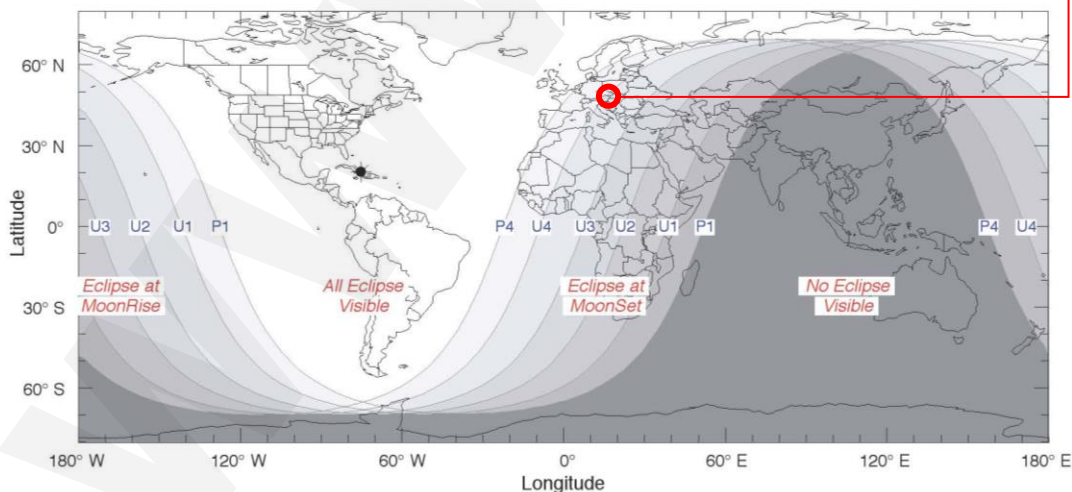 60° N
30° N
0°
30° S
60° S
Latitude
U3 U2 U1 P1 P4 U4 U3 U2 U1 P1 P4 U4
Eclipse at
MoonRise
All Eclipse
Visible
Eclipse at
MoonSet
No Eclipse
Visible
180° W 120° W 60° W 0° 60° E 120° E 180° E
Longitude